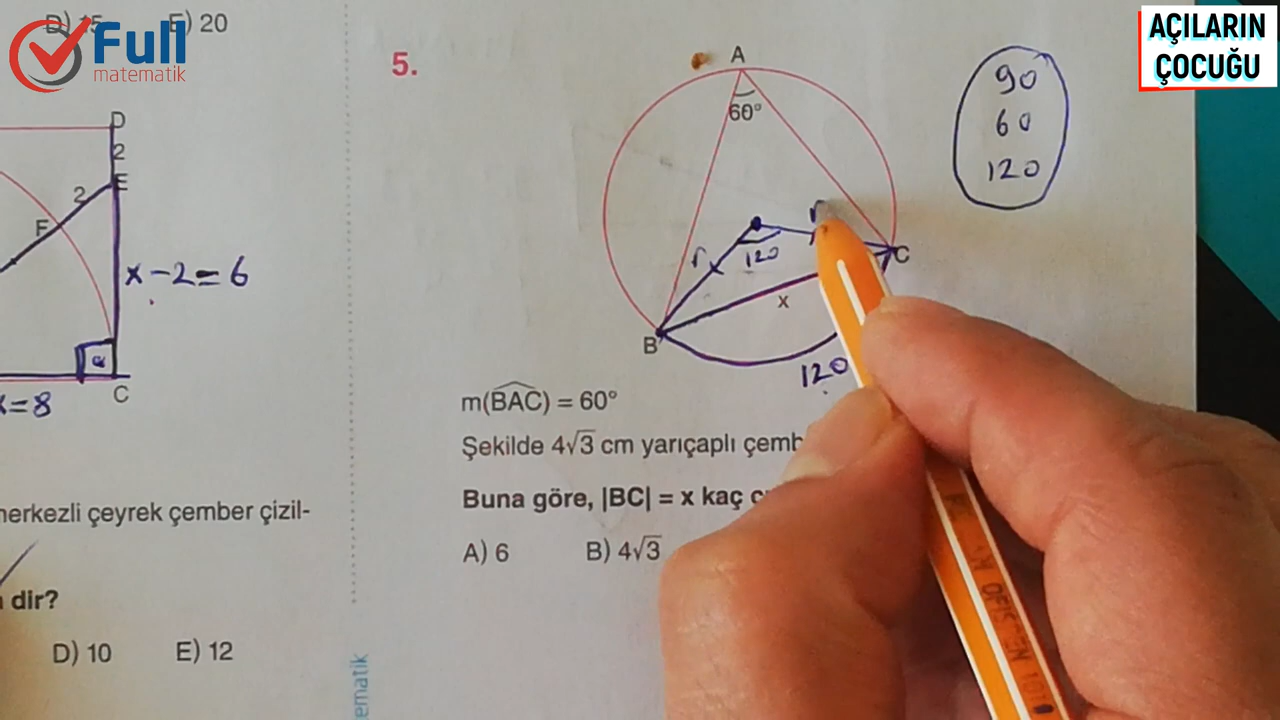 D) 15 E) 20
Full
matematik
AÇILARIN
ÇOCUĞU
D
2
E
2
F
x - 2 = 6
a
C
x=8
merkezli çeyrek çember çizil-
dir?
D) 10 E) 12
5.
A
60°
r
120
r
C
x
B
120
90
60
120
m(BAC) = 60°
Şekilde 4√3 cm yarıçaplı
Buna göre, |BC| = x kaç
A) 6 B) 4√3